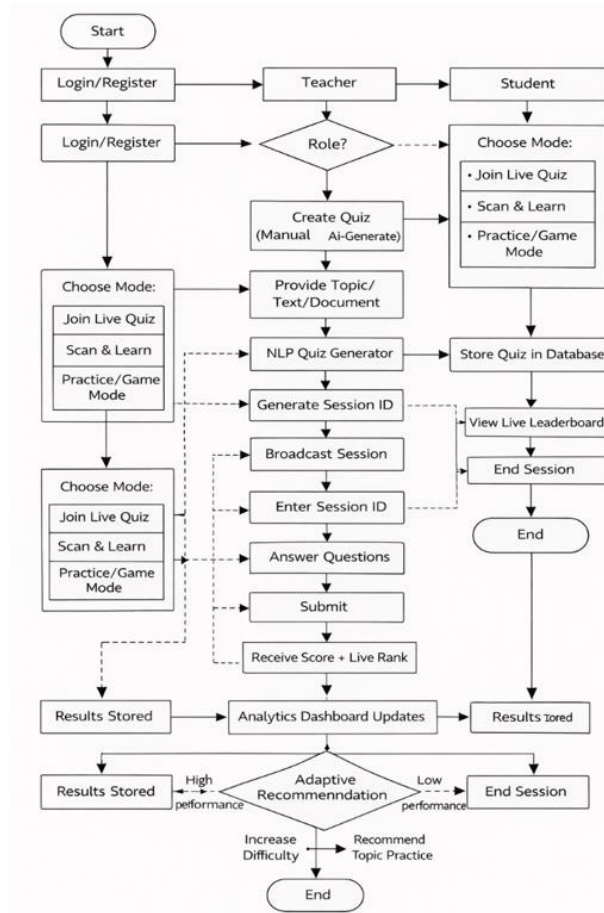 Start
Login/Register
Teacher
Student
Login/Register
Role?
Choose Mode:
• Join Live Quiz
• Scan & Learn
• Practice/Game
Mode
Create Quiz
(Manual Ai-Generate)
Choose Mode:
Join Live Quiz
Scan & Learn
Practice/Game
Mode
Provide Topic/
Text/Document
NLP Quiz Generator
Store Quiz in Database
Generate Session ID
View Live Leaderboard
Broadcast Session
End Session
Choose Mode:
Join Live Quiz
Scan & Learn
Practice/Game
Mode
Enter Session ID
End
Answer Questions
Submit
Receive Score + Live Rank
Results Stored
Analytics Dashboard Updates
Results Iored
Results Stored
High
performance
Adaptive
Recommenndation
Low
performance
End Session
Increase
Difficulty
Recommend
Topic Practice
End